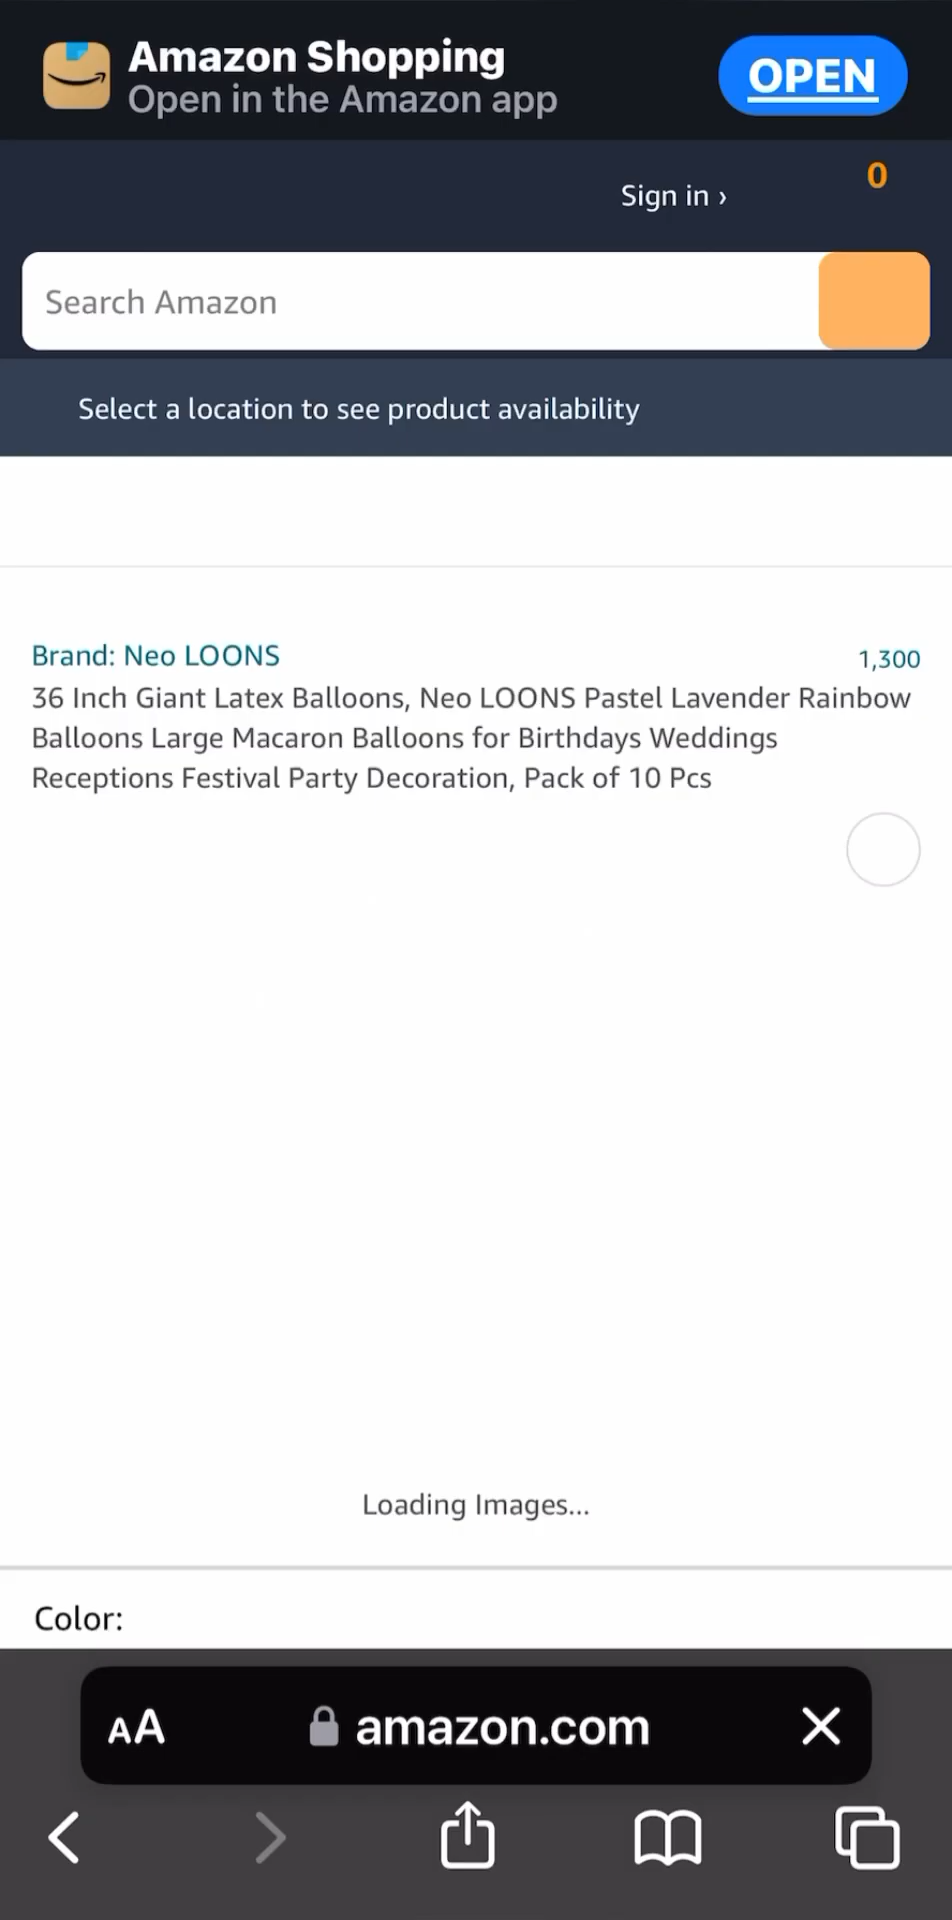 Amazon Shopping
Open in the Amazon app
OPEN
Sign in ›
0
Search Amazon
Select a location to see product availability
Brand: Neo LOONS
1,300
36 Inch Giant Latex Balloons, Neo LOONS Pastel Lavender Rainbow
Balloons Large Macaron Balloons for Birthdays Weddings
Receptions Festival Party Decoration, Pack of 10 Pcs
Loading Images...
Color:
AA
amazon.com